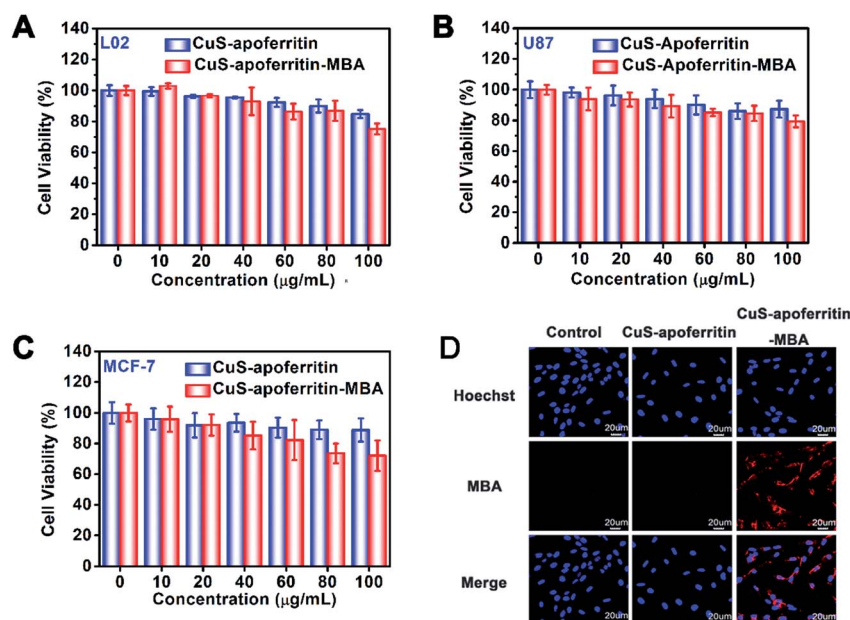 A
L02
CuS-apoferritin
CuS-apoferritin-MBA
140
120
100
80
60
40
20
0
Cell Viability (%)
0 10 20 40 60 80 100
Concentration (µg/mL)
B
U87
CuS-Apoferritin
CuS-Apoferritin-MBA
140
120
100
80
60
40
20
0
Cell Viability (%)
0 10 20 40 60 80 100
Concentration (µg/mL)
C
MCF-7
CuS-apoferritin
CuS-apoferritin-MBA
140
120
100
80
60
40
20
0
Cell Viability (%)
0 10 20 40 60 80 100
Concentration (µg/mL)
D
Control CuS-apoferritin CuS-apoferritin
-MBA
Hoechst
20um 20um 20um
MBA
20um 20um 20um
Merge
20um 20um 20um